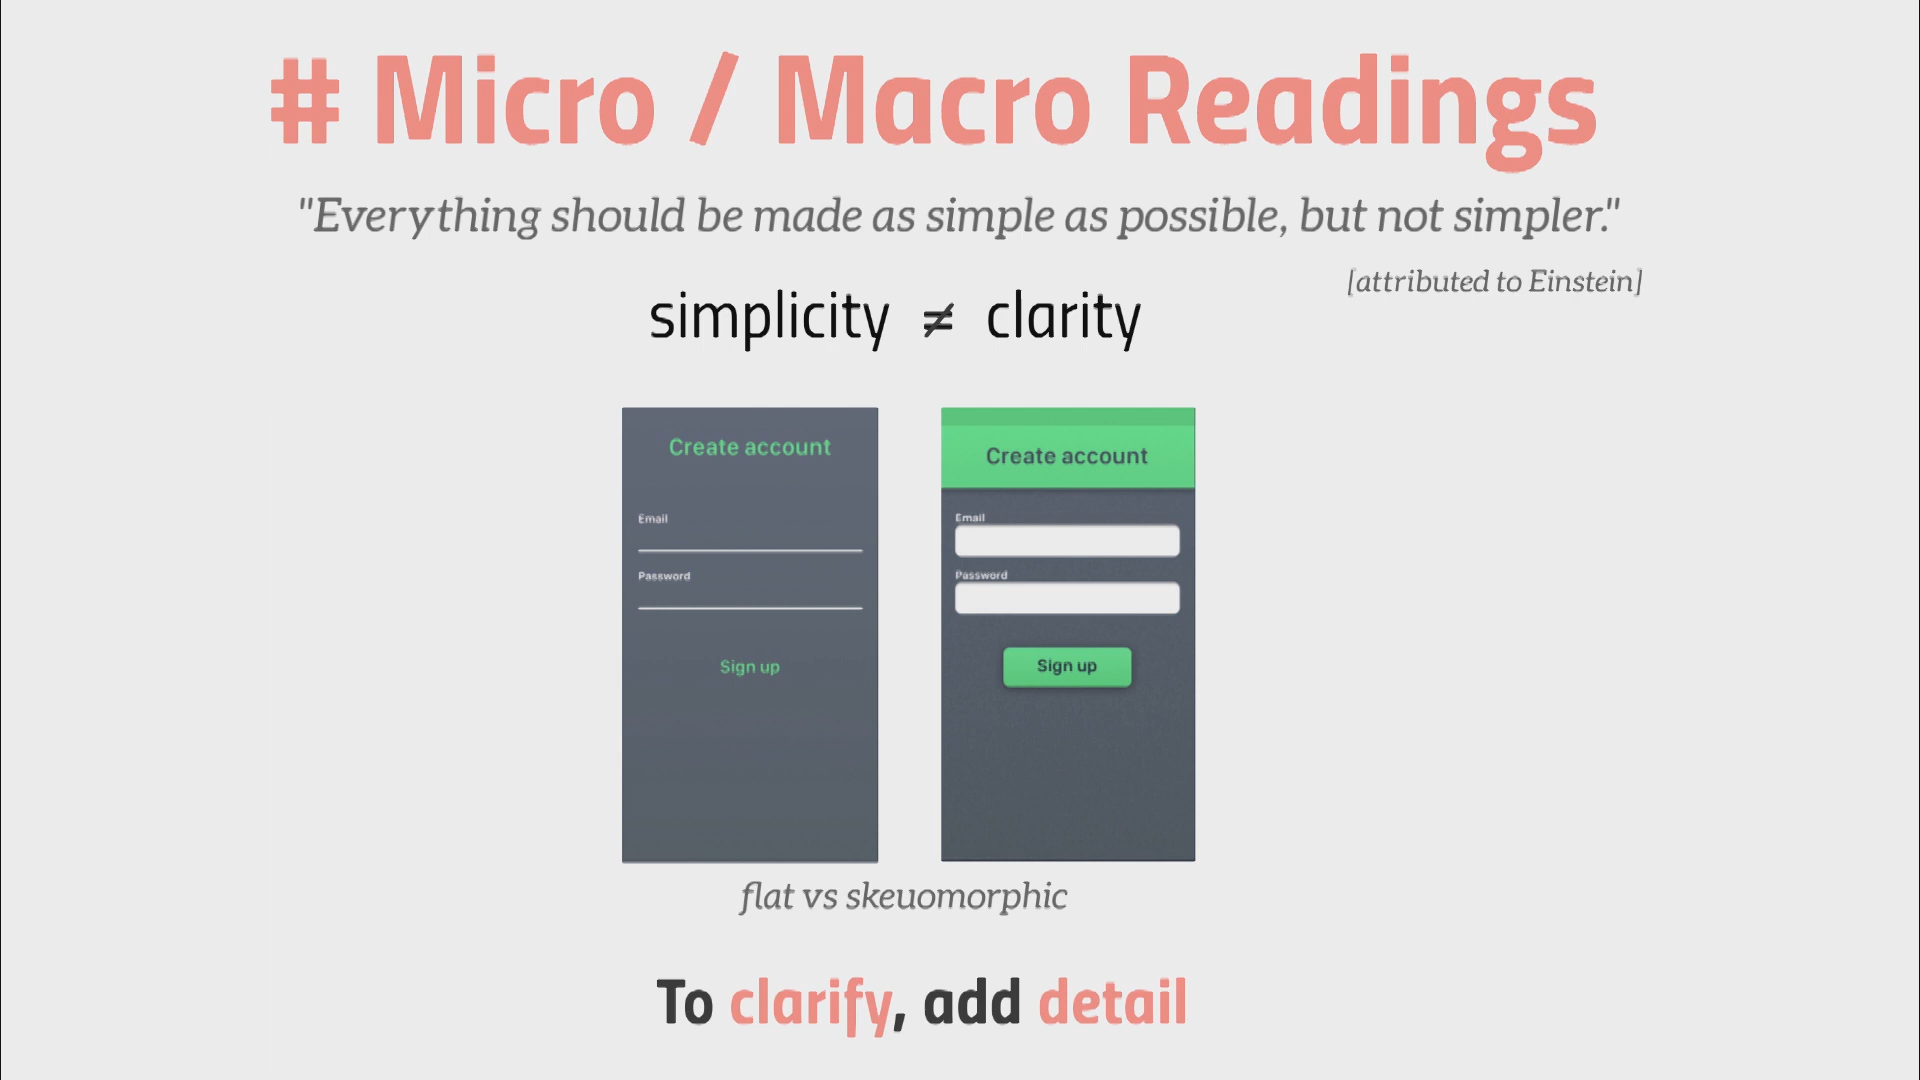 # Micro / Macro Readings
"Everything should be made as simple as possible, but not simpler."
[attributed to Einstein]
simplicity ≠ clarity
Create account
Email
Password
Sign up
Create account
Email
Password
Sign up
flat vs skeuomorphic
To clarify, add detail